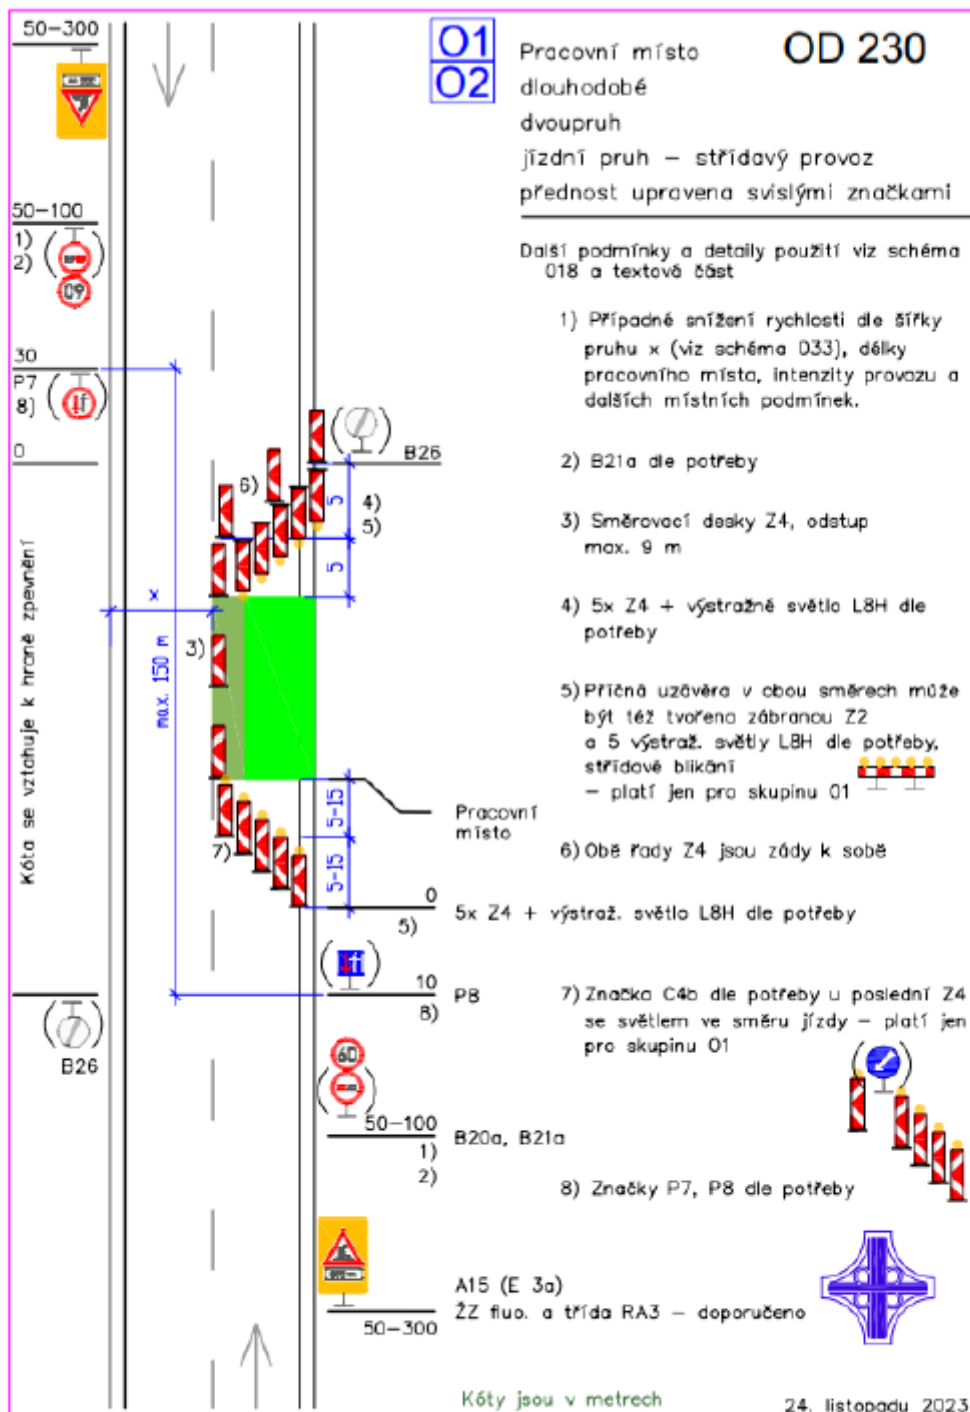 50-300
O1
O2
Pracovní místo
OD 230
dlouhodobé
dvoupruh
jízdní pruh – střídavý provoz
přednost upravena svislými značkami
50-100
1)
2)
60
Další podmínky a detaily použití viz schéma
018 a textová část
1) Případné snížení rychlosti dle šířky
pruhu x (viz schéma 033), délky
pracovního místa, intenzity provozu a
dalších místních podmínek.
30
P7
8)
0
B26
2) B21a dle potřeby
6)
5
4)
5)
3) Směrovací desky Z4, odstup
max. 9 m
5
x
Kóta se vztahuje k hraně zpevnění
max. 150 m
3)
4) 5x Z4 + výstražné světlo L8H dle
potřeby
5) Příčná uzávěra v obou směrech může
být též tvořena zábranou Z2
a 5 výstraž. světly L8H dle potřeby,
střídavé blikání
– platí jen pro skupinu 01
5-15
Pracovní
místo
7)
5-15
6) Obě řady Z4 jsou zády k sobě
0
5)
5x Z4 + výstraž. světlo L8H dle potřeby
10
8)
P8
7) Značka C4b dle potřeby u poslední Z4
se světlem ve směru jízdy – platí jen
pro skupinu 01
B26
60
50-100
1)
2)
B20a, B21a
8) Značky P7, P8 dle potřeby
A15 (E 3a)
ŽZ fluo. a třída RA3 – doporučeno
50-300
Kóty jsou v metrech
24. listopadu 2023